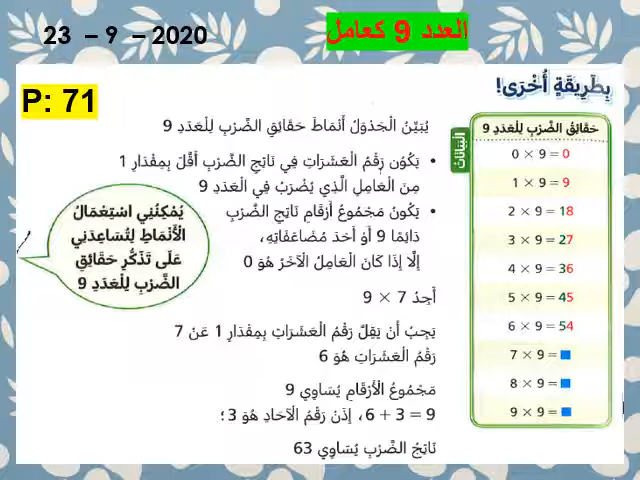 23 – 9 – 2020
العدد 9 كعامل
P: 71
بِطَرِيقَةٍ أُخْرَى!
يُبَيِّنُ الْجَدْوَلُ أَنْمَاطَ حَقَائِقِ الضَّرْبِ لِلْعَدَدِ 9
• يَكُونُ رَقْمُ الْعَشَرَاتِ فِي نَاتِجِ الضَّرْبِ أَقَلَّ بِمِقْدَارِ 1
مِنَ الْعَامِلِ الَّذِي يُضْرَبُ فِي الْعَدَدِ 9
• يَكُونُ مَجْمُوعُ أَرْقَامِ نَاتِجِ الضَّرْبِ
دَائِمًا 9 أَوْ أَحَدَ مُضَاعَفَاتِهِ،
إِلَّا إِذَا كَانَ الْعَامِلُ الْآخَرُ هُوَ 0
أَجِدُ 7 × 9
يَجِبُ أَنْ يَقِلَّ رَقْمُ الْعَشَرَاتِ بِمِقْدَارِ 1 عَنْ 7
رَقْمُ الْعَشَرَاتِ هُوَ 6
مَجْمُوعُ الْأَرْقَامِ يُسَاوِي 9
6 + 3 = 9، إِذَن رَقْمُ الْآحَادِ هُوَ 3؛
نَاتِجُ الضَّرْبِ يُسَاوِي 63
يُمْكِنُنِي اسْتِعْمَالُ
الْأَنْمَاطِ لِتُسَاعِدَنِي
عَلَى تَذَكُّرِ حَقَائِقِ
الضَّرْبِ لِلْعَدَدِ 9
الْبَيَانَاتُ
حَقَائِقُ الضَّرْبِ لِلْعَدَدِ 9
0 × 9 = 0
1 × 9 = 9
2 × 9 = 18
3 × 9 = 27
4 × 9 = 36
5 × 9 = 45
6 × 9 = 54
7 × 9 = ■
8 × 9 = ■
9 × 9 = ■